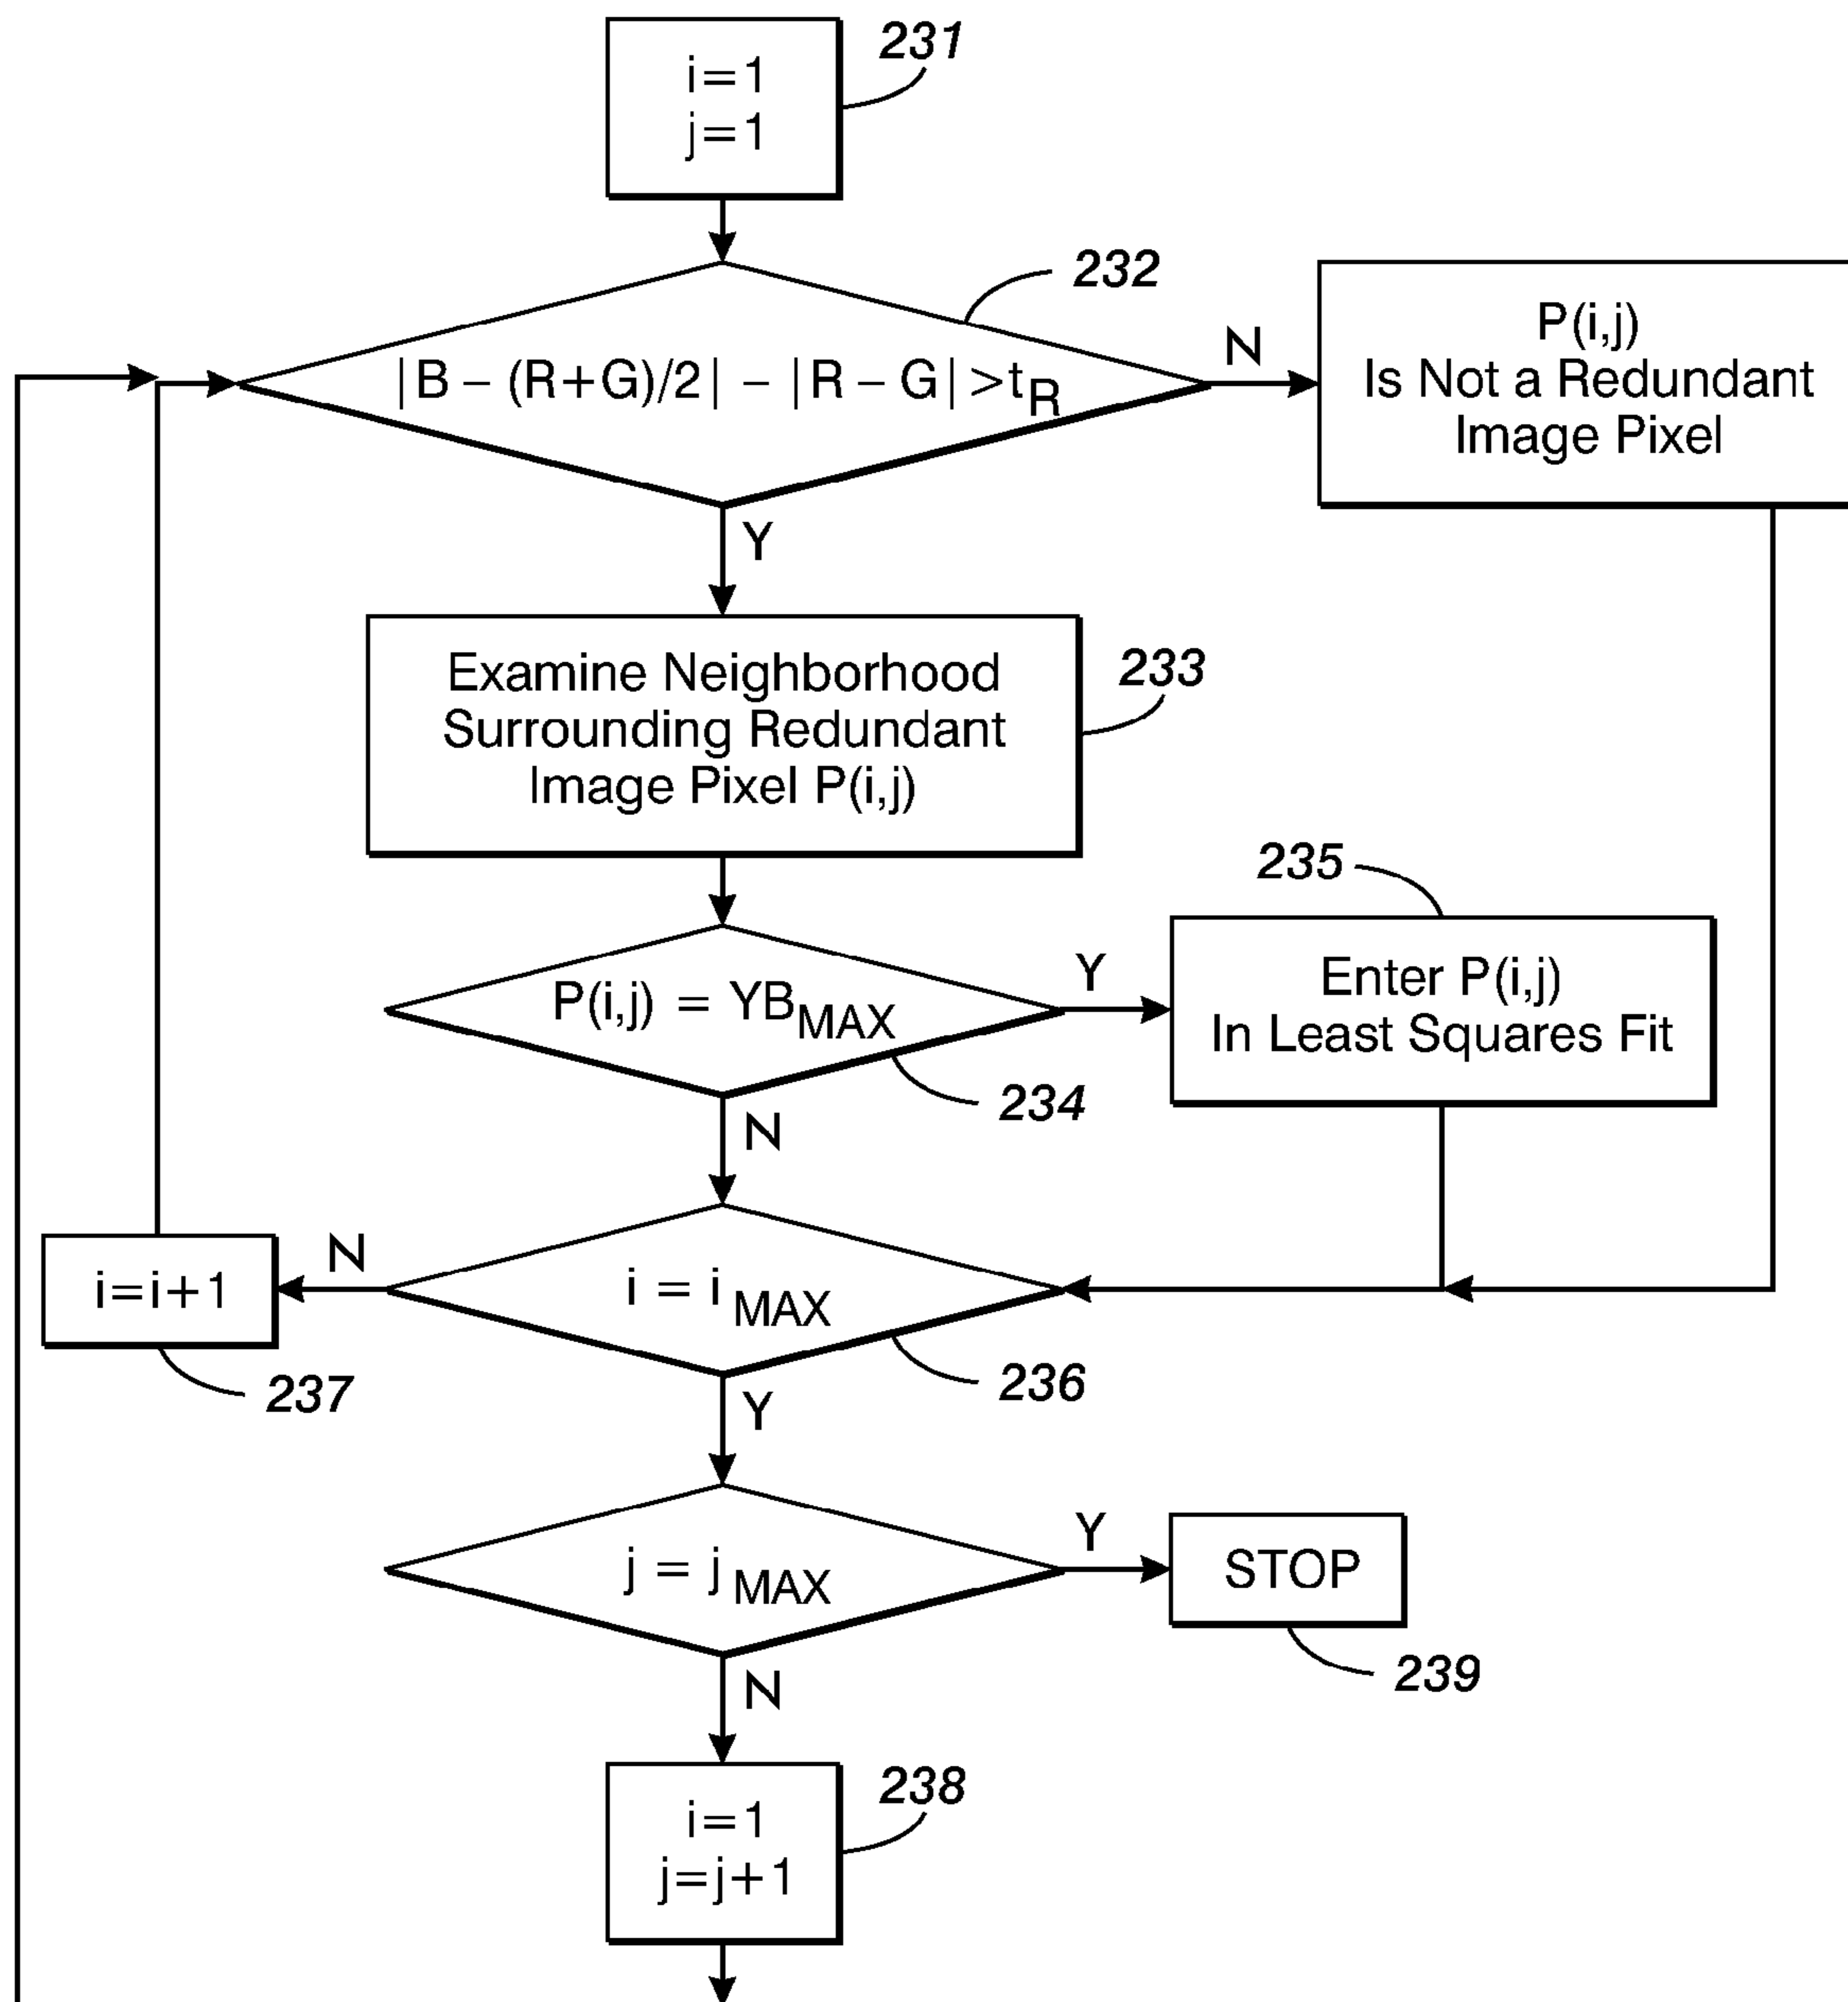 i=1
j=1
231
|B – (R+G)/2| – |R – G| >tR
232
N
P(i,j)
Is Not a Redundant
Image Pixel
Y
Examine Neighborhood
Surrounding Redundant
Image Pixel P(i,j)
233
P(i,j) = YBMAX
234
Y
235
Enter P(i,j)
In Least Squares Fit
N
i = i MAX
236
N
i=i+1
237
Y
j = j MAX
Y
STOP
239
N
i=1
j=j+1
238